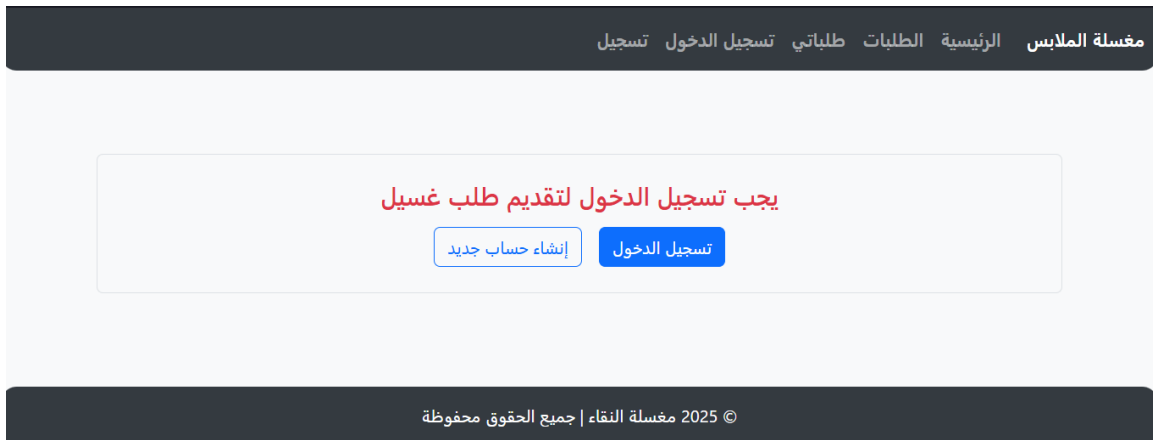 مغسلة الملابس الرئيسية الطلبات طلباتي تسجيل الدخول تسجيل
يجب تسجيل الدخول لتقديم طلب غسيل
تسجيل الدخول إنشاء حساب جديد
© 2025 مغسلة النقاء | جميع الحقوق محفوظة